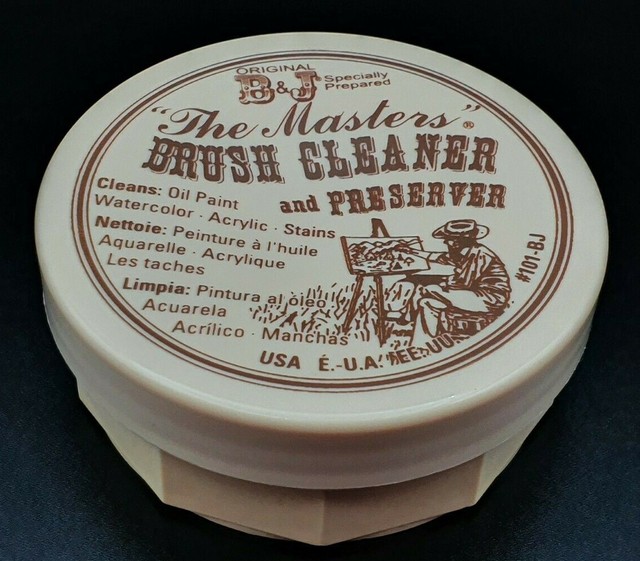 ORIGINAL
B&J Specially
Prepared
"The Masters"®
BRUSH CLEANER
and PRESERVER
Cleans: Oil Paint
Watercolor · Acrylic · Stains
Nettoie: Peinture à l'huile
Aquarelle · Acrylique
Les taches
Limpia: Pintura al óleo
Acuarela
Acrílico · Manchas
USA É.-U.A. EE.UU.
#101-BJ